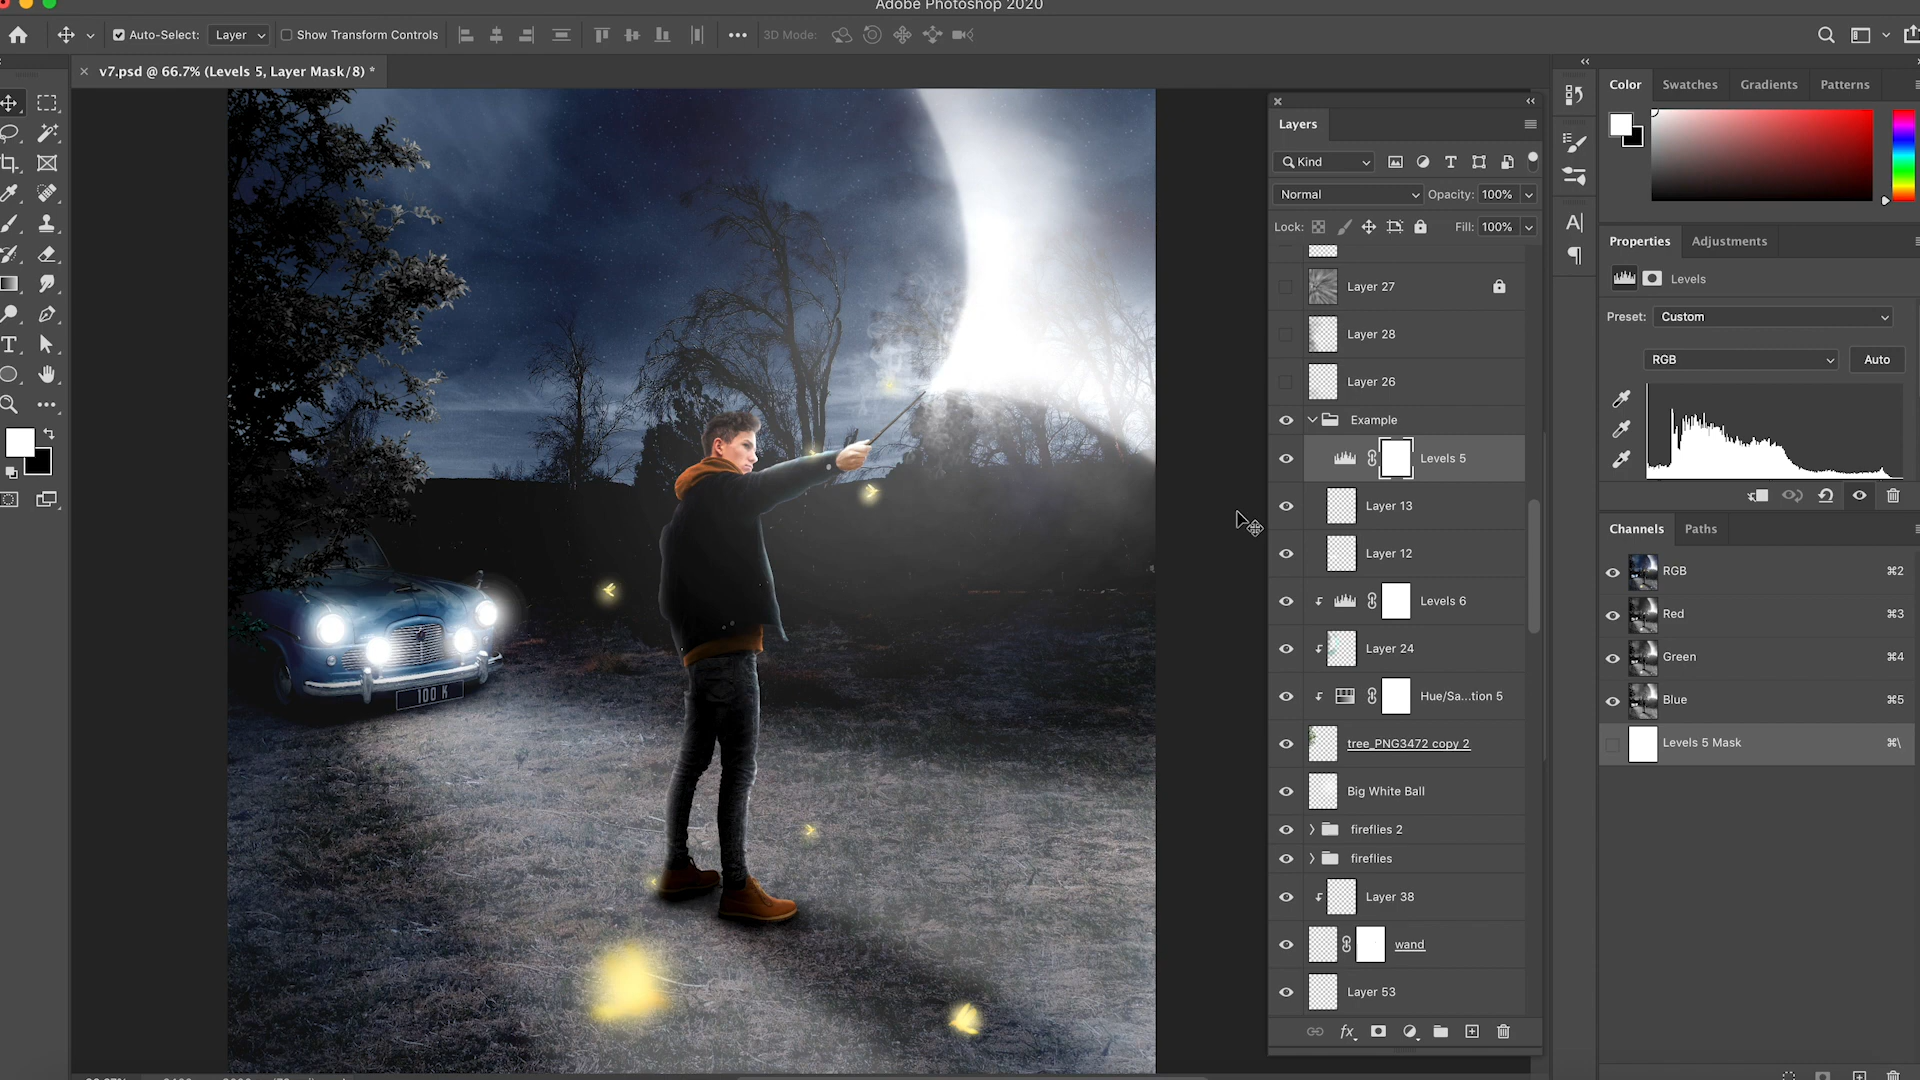 Adobe Photoshop 2020
Auto-Select: Layer Show Transform Controls 3D Mode:
v7.psd @ 66.7% (Levels 5, Layer Mask/8) *
Layers
Kind
Normal Opacity: 100%
Lock: Fill: 100%
Layer 27
Layer 28
Layer 26
Example
Levels 5
Layer 13
Layer 12
Levels 6
Layer 24
Hue/Sa...tion 5
tree_PNG3472 copy 2
Big White Ball
fireflies 2
fireflies
Layer 38
wand
Layer 53
fx
Color Swatches Gradients Patterns
Properties Adjustments
Levels
Preset: Custom
RGB Auto
Channels Paths
RGB ⌘2
Red ⌘3
Green ⌘4
Blue ⌘5
Levels 5 Mask ⌘\
100 K